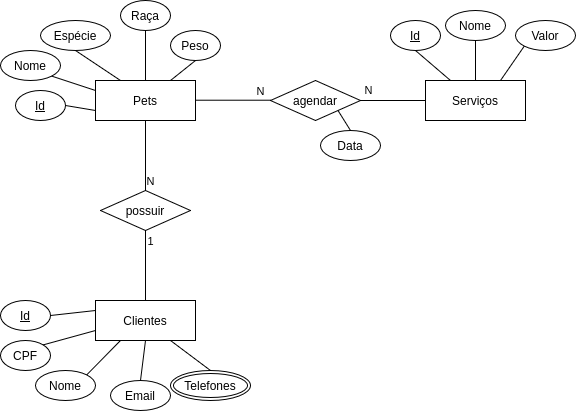 Raça
Espécie
Id
Nome
Valor
Peso
Nome
Id
Pets
N
agendar
N
Serviços
Data
N
possuir
1
Id
Clientes
CPF
Nome
Email
Telefones